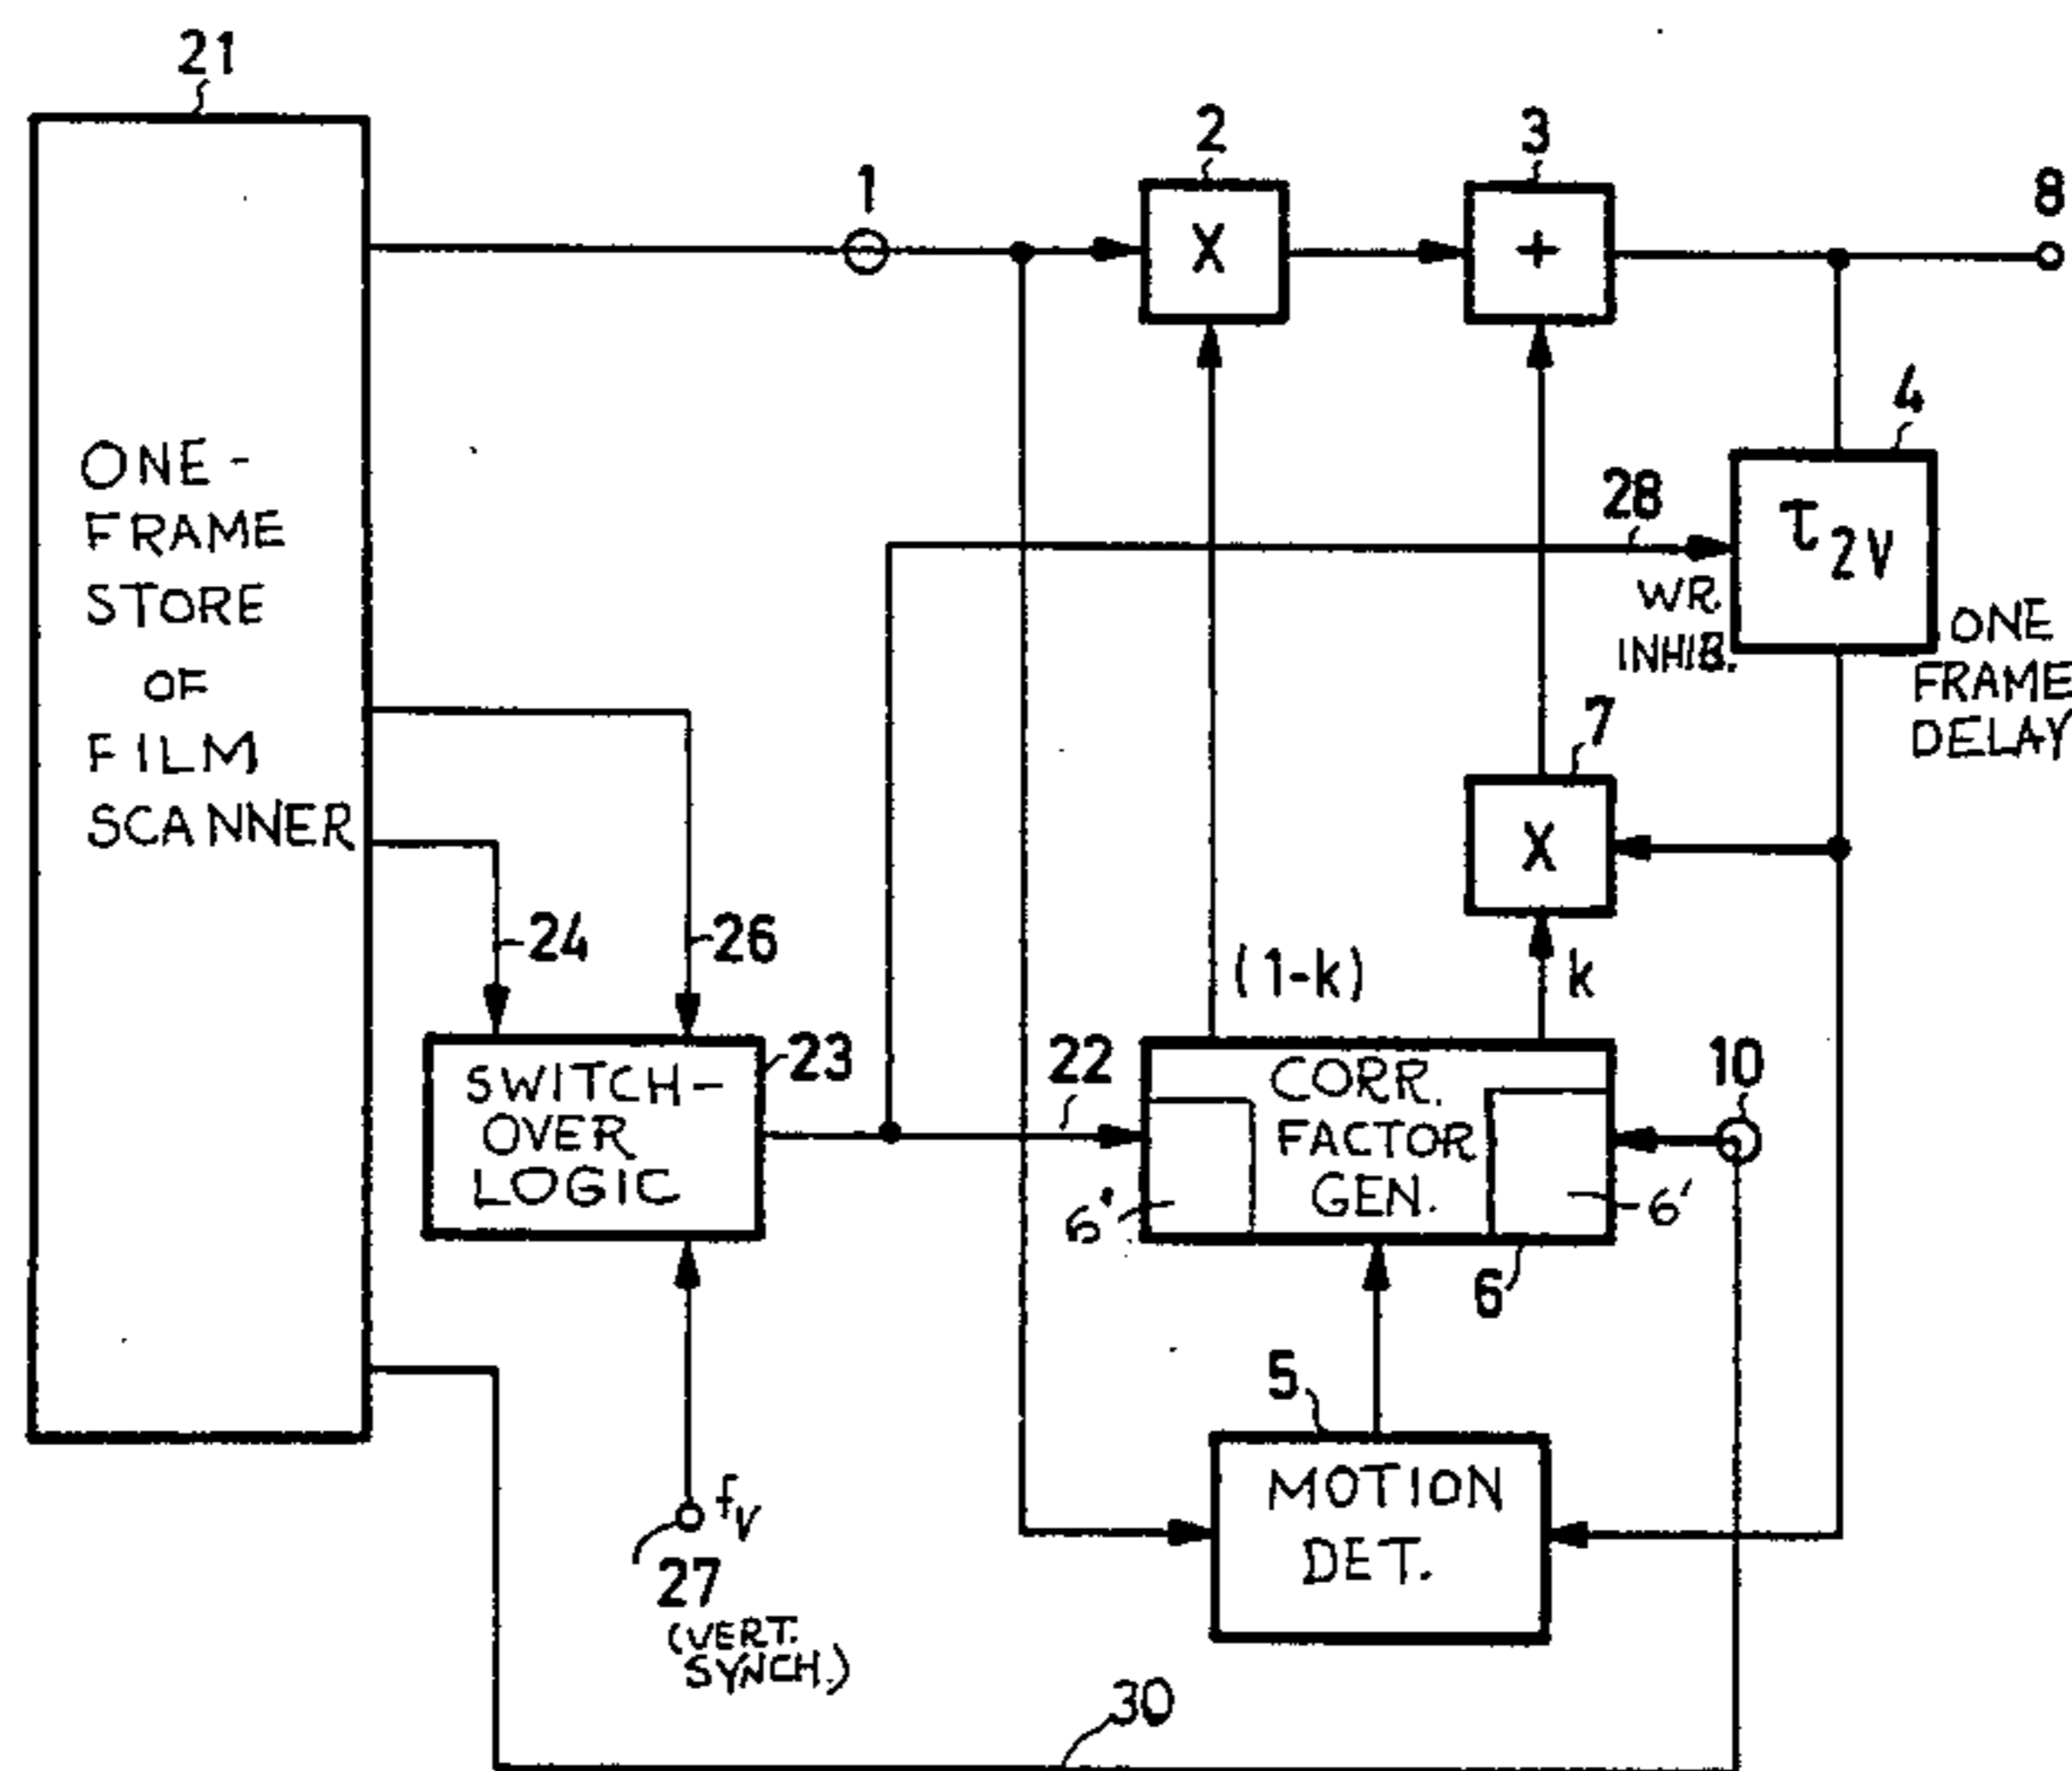 21
1
2
3
8
X
+
ONE-
FRAME
STORE
OF
FILM
SCANNER
4
τ2V
28
WR.
INHIB.
ONE
FRAME
DELAY
7
X
24
26
(1-k)
k
SWITCH-
OVER
LOGIC
23
22
CORR.
FACTOR
GEN.
10
6'
6'
6
5
MOTION
DET.
fV
27
(VERT.
SYNCH.)
30